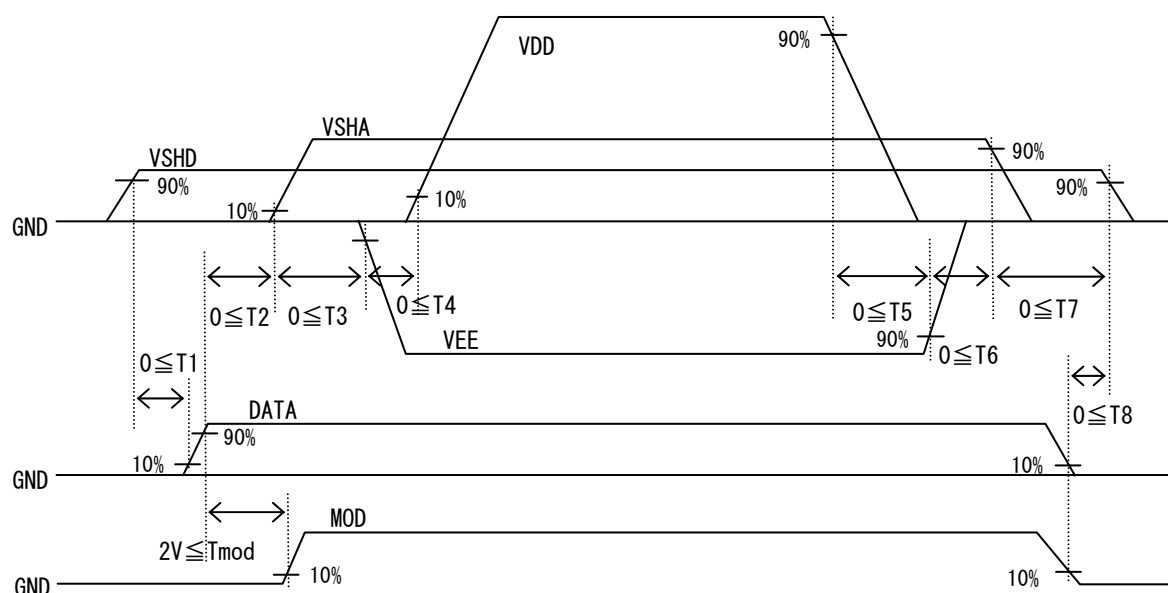 VDD
90%
VSHA
VSHD
90%
90%
10%
10%
90%
GND
0≦T2
0≦T3
0≦T4
0≦T5
0≦T7
VEE
90%
0≦T6
0≦T1
DATA
0≦T8
90%
10%
10%
GND
MOD
2V≦Tmod
10%
10%
GND